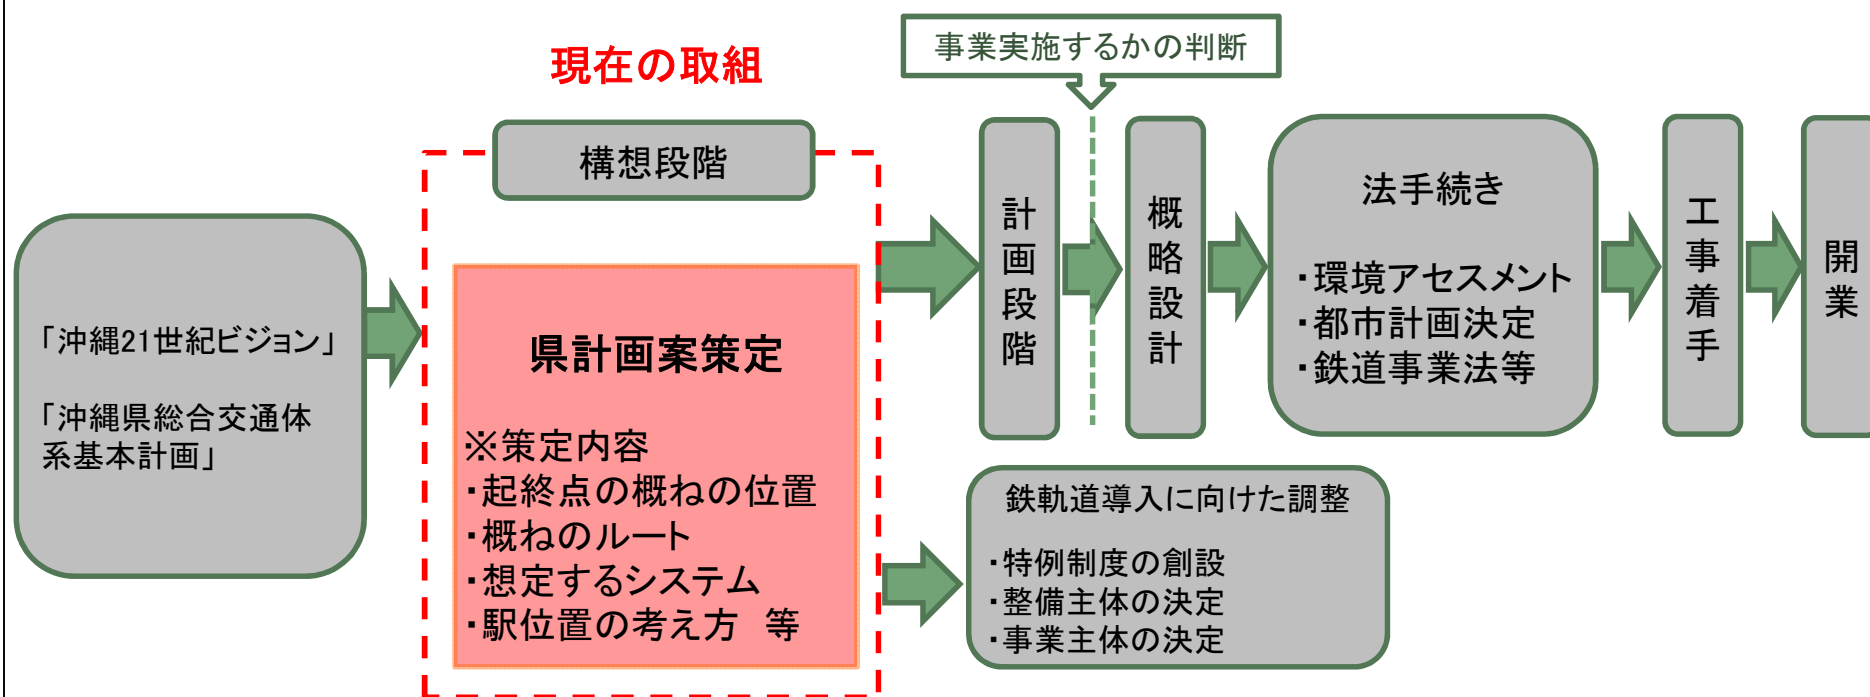 事業実施するかの判断
現在の取組
構想段階
「沖縄21世紀ビジョン」
「沖縄県総合交通体
系基本計画」
県計画案策定
※策定内容
・起終点の概ねの位置
・概ねのルート
・想定するシステム
・駅位置の考え方　等
計画段階
概略設計
法手続き
・環境アセスメント
・都市計画決定
・鉄道事業法等
工事着手
開業
鉄軌道導入に向けた調整
・特例制度の創設
・整備主体の決定
・事業主体の決定